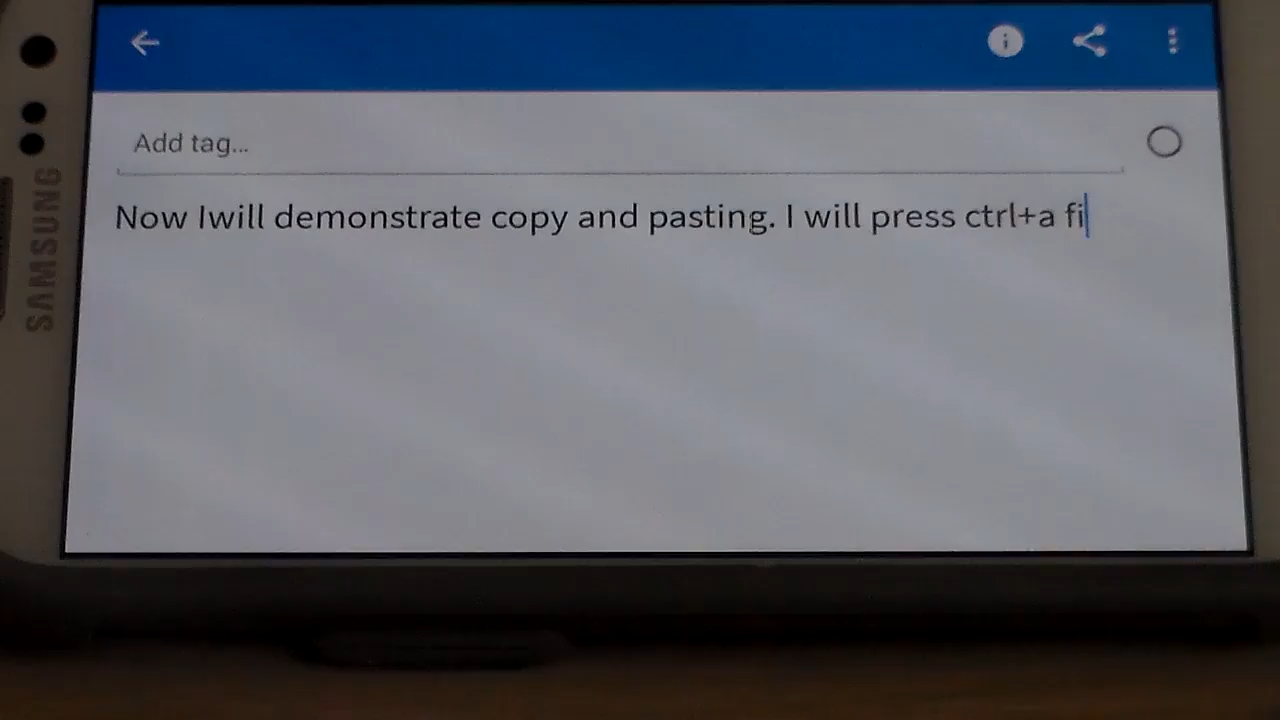 SAMSUNG
Add tag...
Now Iwill demonstrate copy and pasting. I will press ctrl+a fi